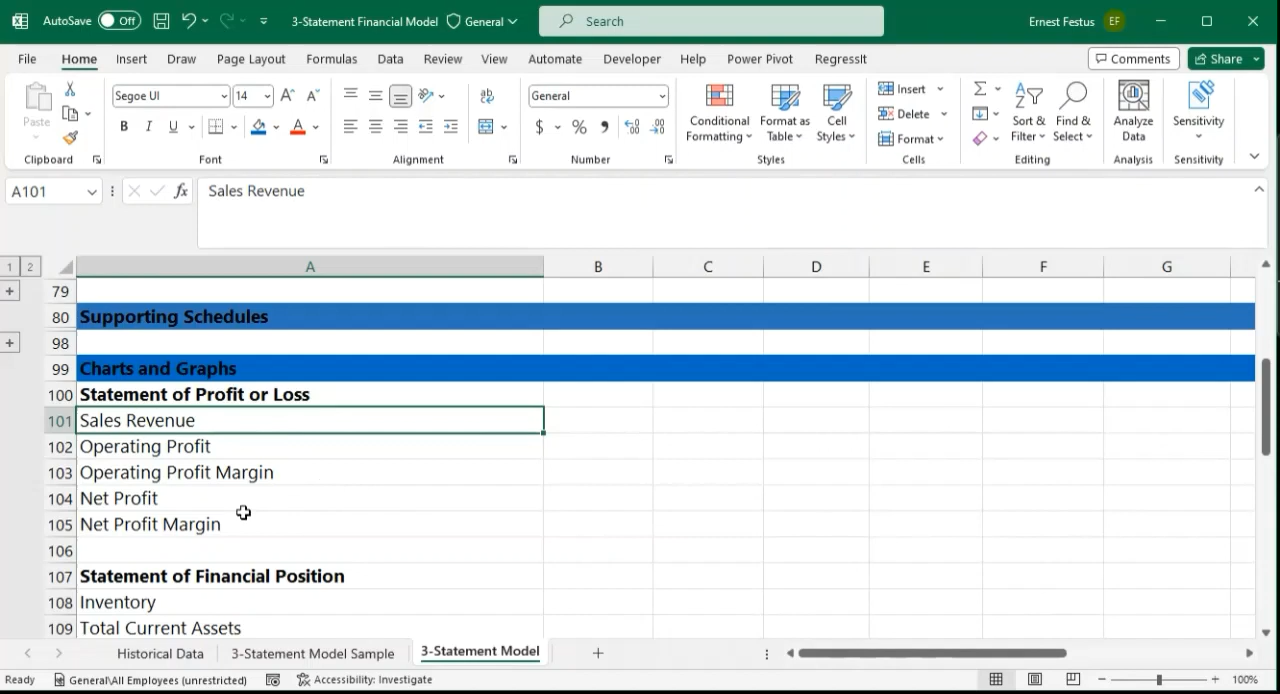 AutoSave Off 3-Statement Financial Model General Search Ernest Festus EF
File Home Insert Draw Page Layout Formulas Data Review View Automate Developer Help Power Pivot RegressIt Comments Share
Paste
Clipboard
Segoe UI 14
B I U
Font
Alignment
General
$ %
Number
Conditional Formatting
Format as Table
Cell Styles
Styles
Insert
Delete
Format
Cells
Sort & Filter
Find & Select
Editing
Analyze Data
Analysis
Sensitivity
Sensitivity
A101 fx Sales Revenue
1 2 A B C D E F G
79
80 Supporting Schedules
98
99 Charts and Graphs
100 Statement of Profit or Loss
101 Sales Revenue
102 Operating Profit
103 Operating Profit Margin
104 Net Profit
105 Net Profit Margin
106
107 Statement of Financial Position
108 Inventory
109 Total Current Assets
Historical Data 3-Statement Model Sample 3-Statement Model
Ready General\All Employees (unrestricted) Accessibility: Investigate 100%